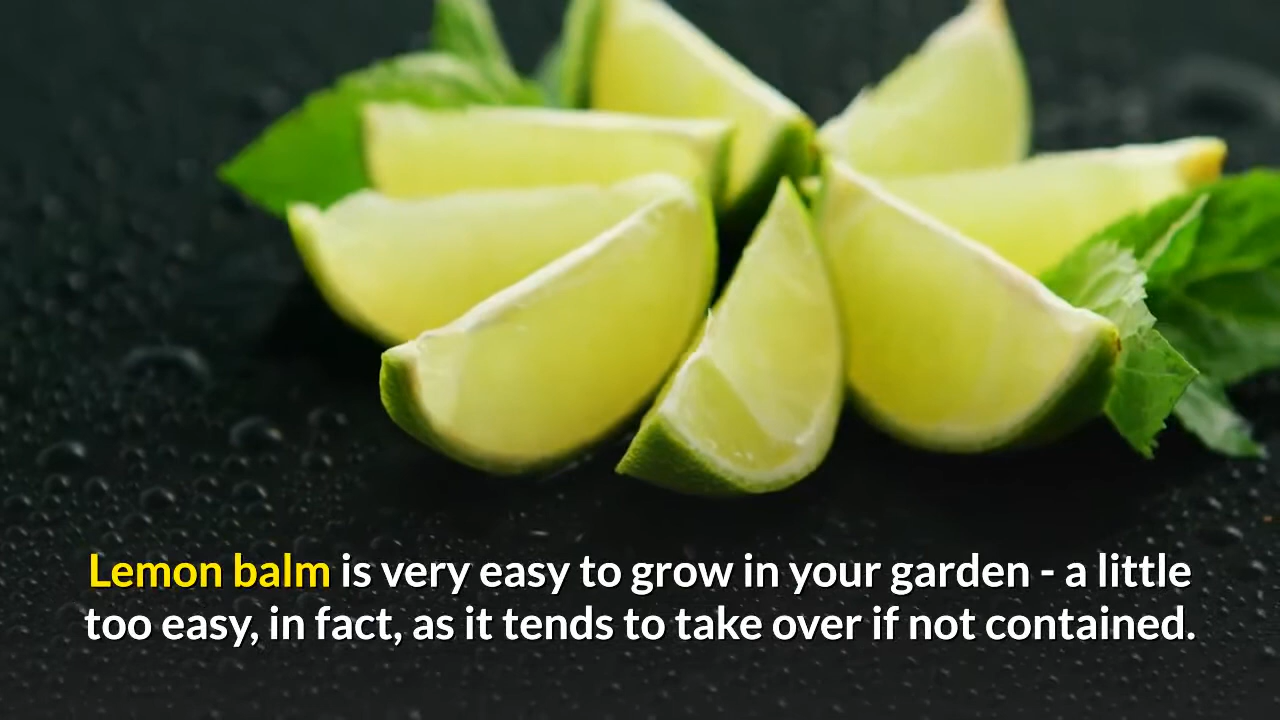 Lemon balm is very easy to grow in your garden - a little
too easy, in fact, as it tends to take over if not contained.